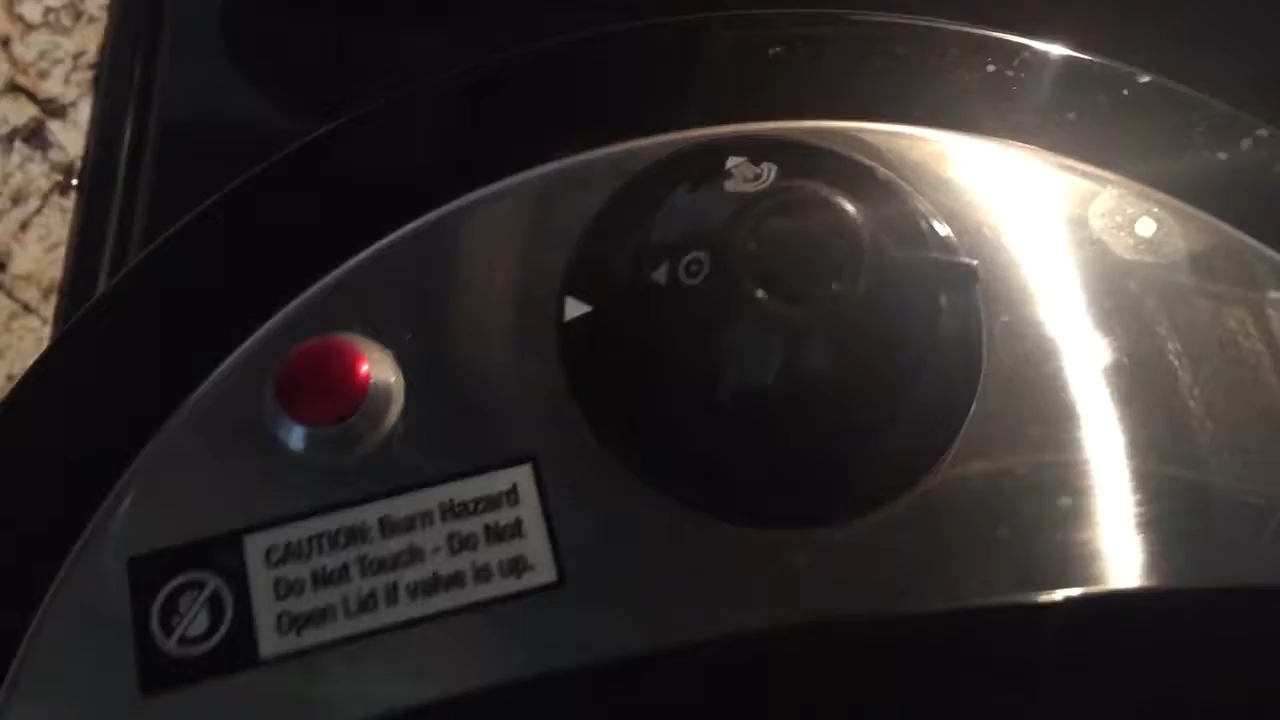 CAUTION: Burn Hazard
Do Not Touch - Do Not
Open Lid if valve is up.